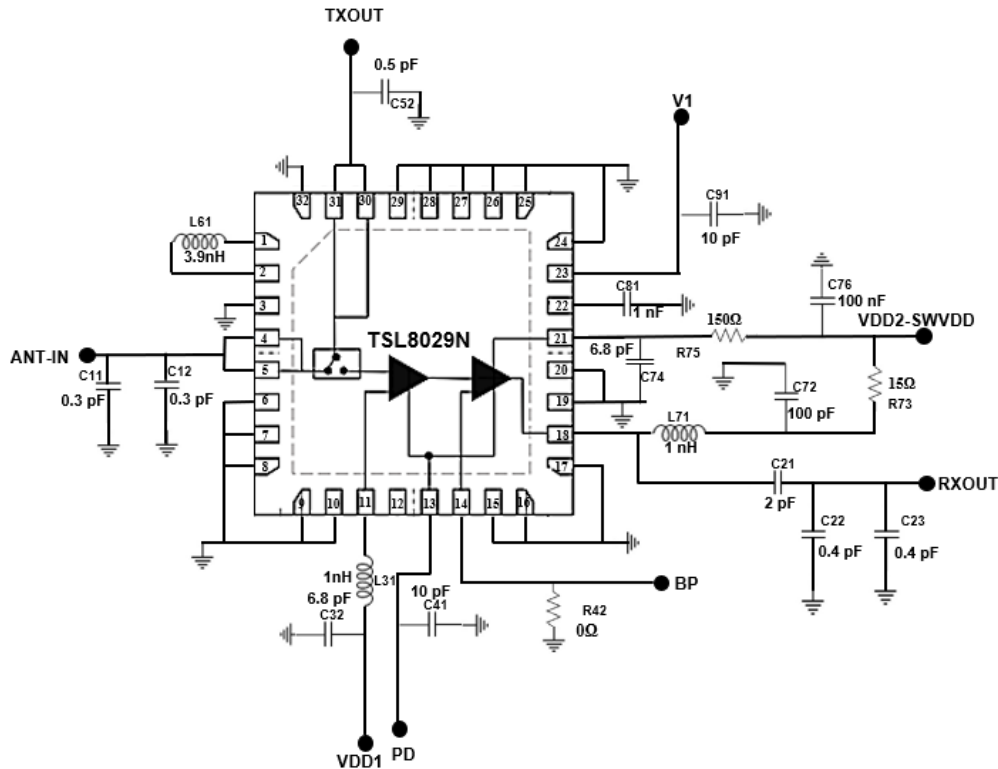 TXOUT
0.5 pF
C52
V1
C91
10 pF
32
31
30
29
28
27
26
25
L61
3.9nH
1
2
3
4
5
6
7
8
24
23
22
21
20
19
18
17
C81
1 nF
C76
100 nF
TSL8029N
150Ω
VDD2-SWVDD
6.8 pF
R75
C74
ANT-IN
C11
0.3 pF
C12
0.3 pF
C72
100 pF
15Ω
R73
L71
1 nH
C21
2 pF
RXOUT
C22
0.4 pF
C23
0.4 pF
9
10
11
12
13
14
15
16
1nH
L31
6.8 pF
C32
10 pF
C41
BP
R42
0Ω
VDD1
PD